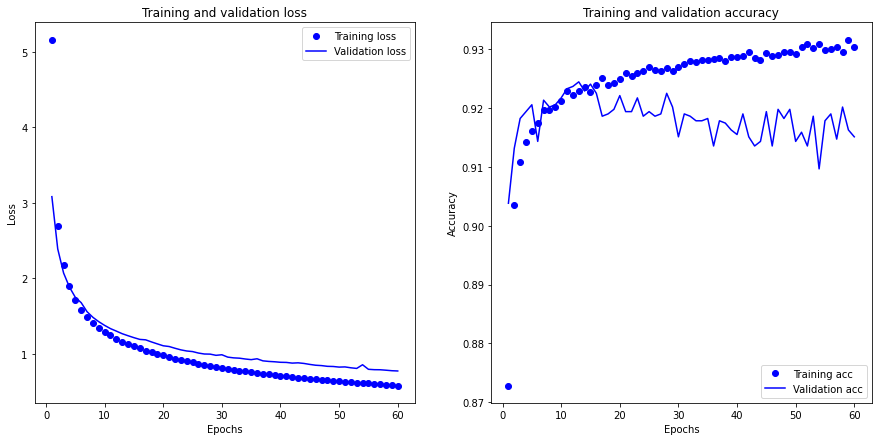 Training and validation loss
Training loss
Validation loss
5
4
3
2
1
Loss
0
10
20
30
40
50
60
Epochs
Training and validation accuracy
0.93
0.92
0.91
0.90
0.89
0.88
0.87
Accuracy
Training acc
Validation acc
0
10
20
30
40
50
60
Epochs